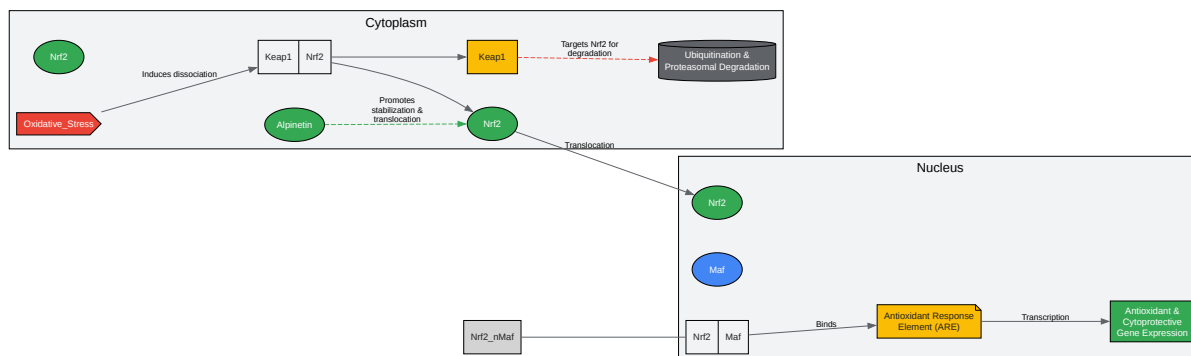 Cytoplasm
Nrf2
Keap1
Nrf2
Keap1
Targets Nrf2 for
degradation
Ubiquitination &
Proteasomal Degradation
Induces dissociation
Oxidative_Stress
Alpinetin
Promotes
stabilization &
translocation
Nrf2
Translocation
Nucleus
Nrf2
Maf
Nrf2_nMaf
Nrf2
Maf
Binds
Antioxidant Response
Element (ARE)
Transcription
Antioxidant &
Cytoprotective
Gene Expression